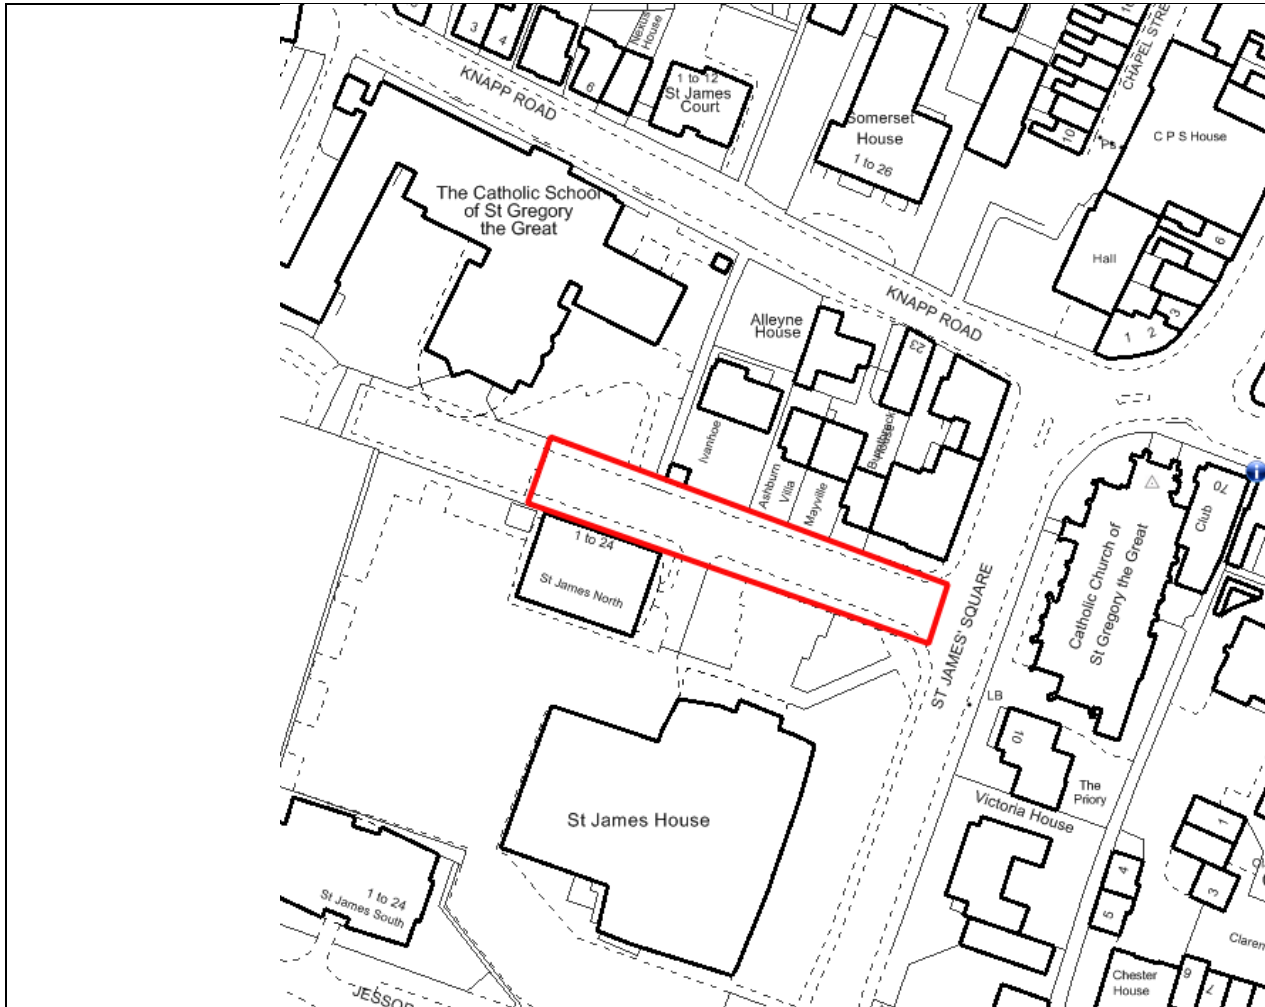 3
4
Nexus
House
6
KNAPP ROAD
1 to 12
St James
Court
Somerset
House
1 to 26
CHAPEL STRE
10
PS
C P S House
Hall
6
3
2
1
The Catholic School
of St Gregory
the Great
KNAPP ROAD
Alleyne
House
23
Ivanhoe
Ashburn
Villa
Mayville
House
1 to 24
St James North
ST JAMES' SQUARE
Catholic Church of
St Gregory the Great
70
Club
LB
10
The
Priory
Victoria House
St James House
1
3
4
5
Claren
Chester
House
6
7
1 to 24
St James South
JESSOP